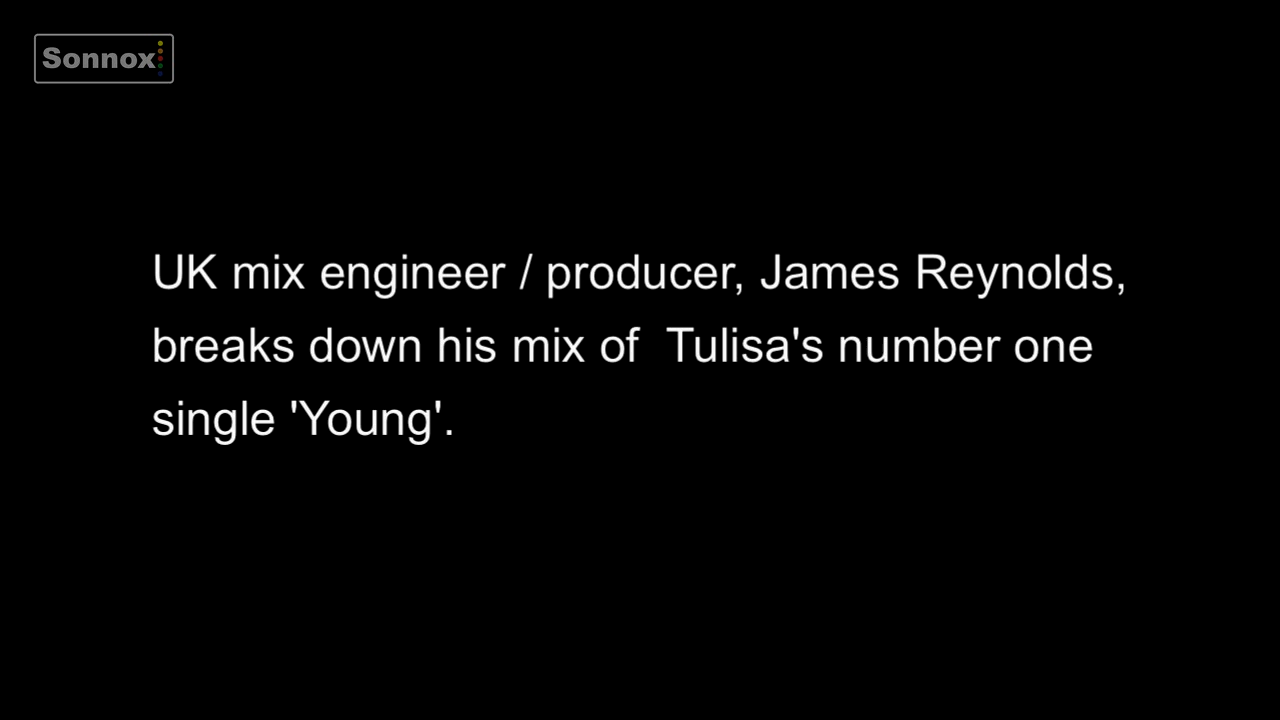 Sonnox
UK mix engineer / producer, James Reynolds,
breaks down his mix of  Tulisa's number one
single 'Young'.